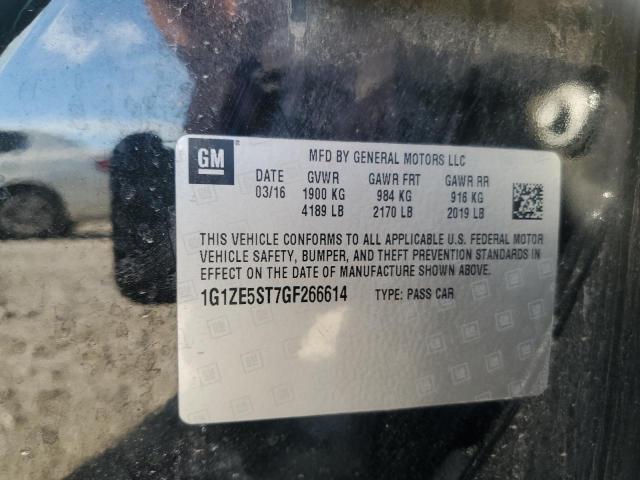 GM
MFD BY GENERAL MOTORS LLC
DATE GVWR GAWR FRT GAWR RR
03/16 1900 KG 984 KG 916 KG
4189 LB 2170 LB 2019 LB
THIS VEHICLE CONFORMS TO ALL APPLICABLE U.S. FEDERAL MOTOR
VEHICLE SAFETY, BUMPER, AND THEFT PREVENTION STANDARDS IN
EFFECT ON THE DATE OF MANUFACTURE SHOWN ABOVE.
1G1ZE5ST7GF266614 TYPE: PASS CAR